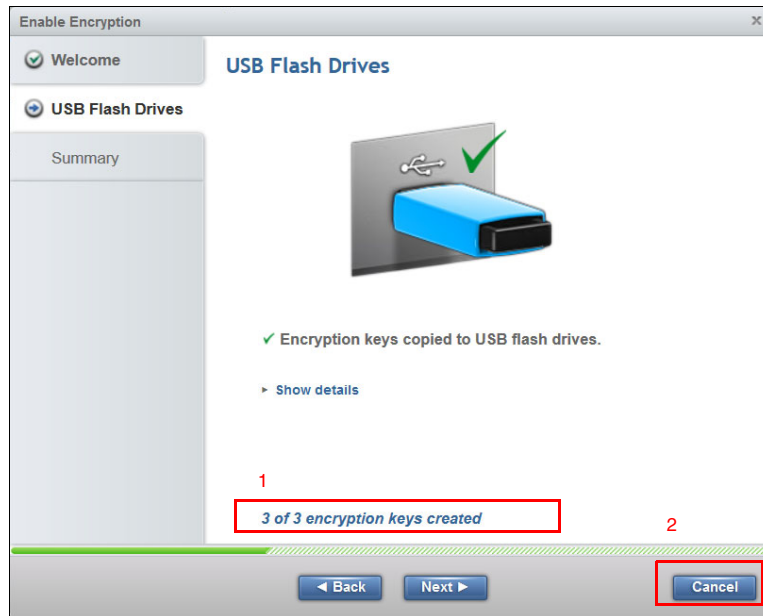 Enable Encryption x
Welcome
USB Flash Drives
Summary
USB Flash Drives
Encryption keys copied to USB flash drives.
Show details
1
3 of 3 encryption keys created
2
Back Next Cancel